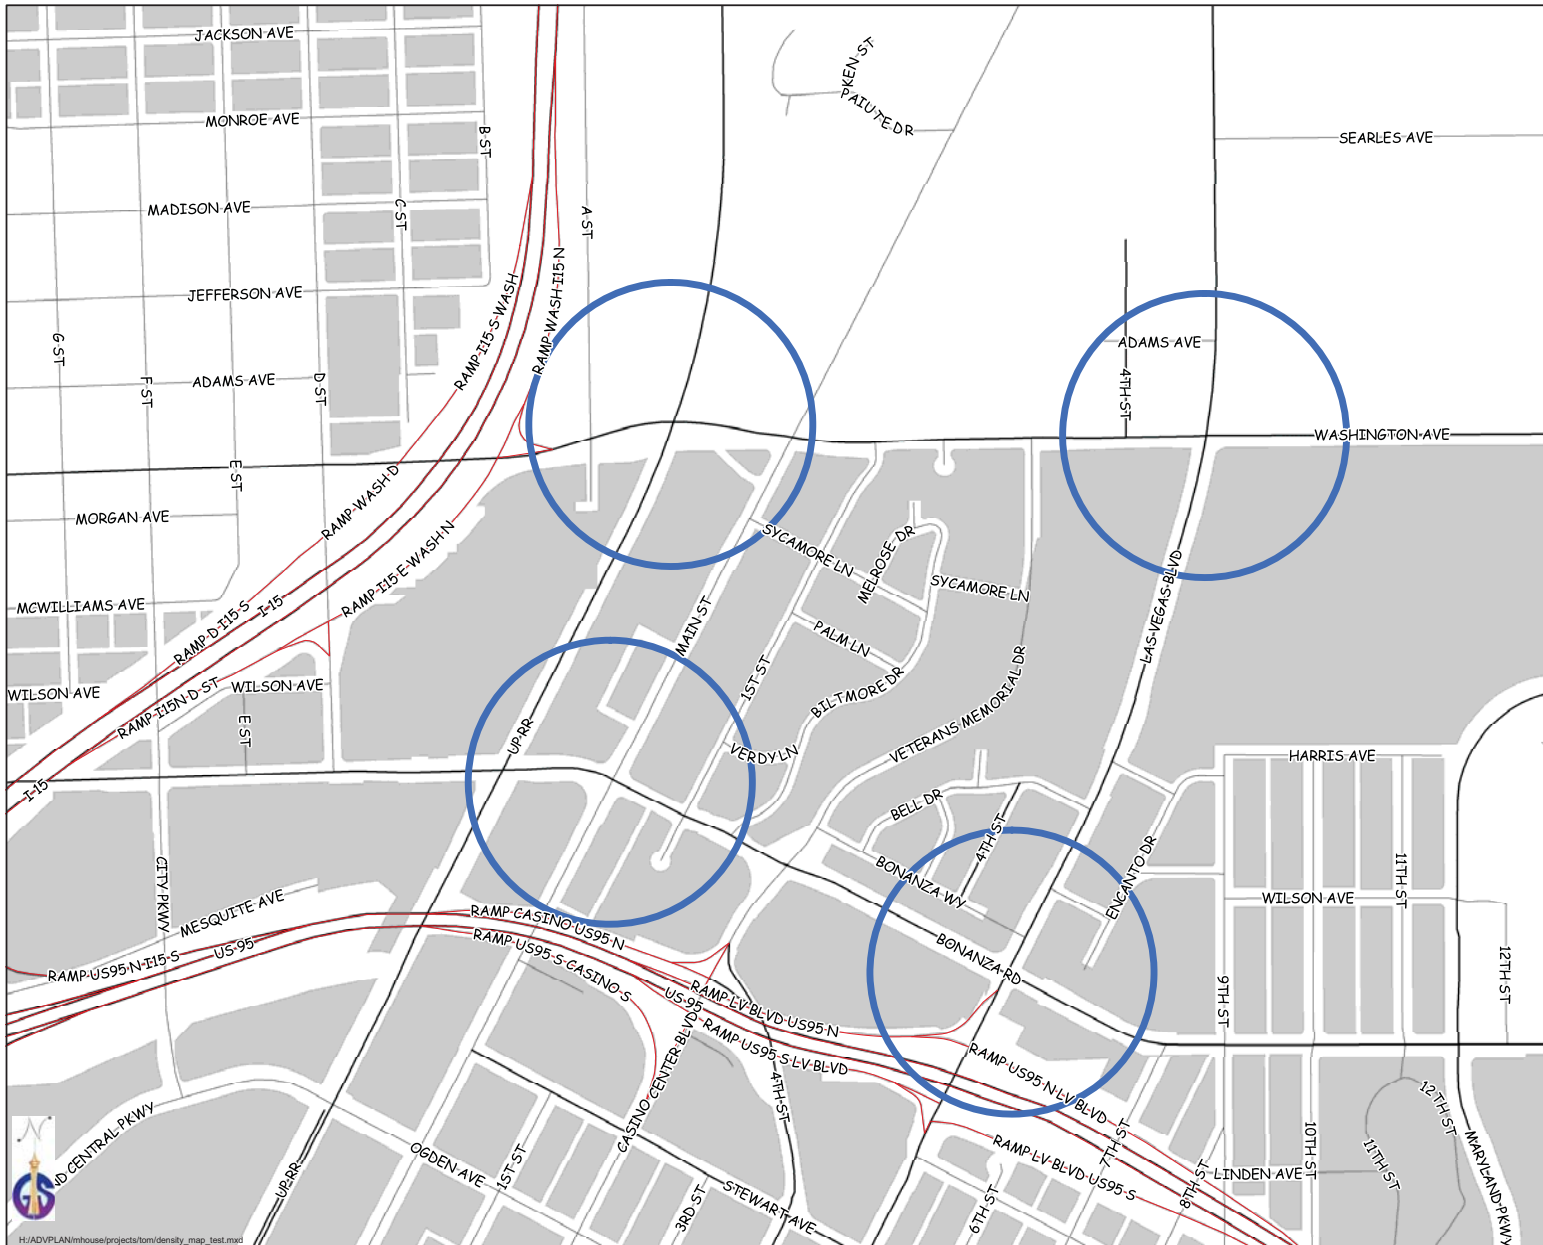 JACKSON AVE
KEN ST
PAIUTE DR
MONROE AVE
B ST
SEARLES AVE
MADISON AVE
C ST
A ST
JEFFERSON AVE
RAMP I15 S WASH
RAMP WASH I15 N
G ST
F ST
ADAMS AVE
D ST
ADAMS AVE
4TH ST
WASHINGTON AVE
E ST
RAMP WASH D
MORGAN AVE
RAMP I15 E WASH N
SYCAMORE LN
MELROSE DR
SYCAMORE LN
LAS VEGAS BLVD
MCWILLIAMS AVE
RAMP D I15 S
I-15
MAIN ST
PALM LN
WILSON AVE
WILSON AVE
RAMP I15N D ST
E ST
1ST ST
BILTMORE DR
VETERANS MEMORIAL DR
UP RR
VERDY LN
HARRIS AVE
I-15
BELL DR
4TH ST
ENCANTO DR
BONANZA WY
CITY PKWY
11TH ST
MESQUITE AVE
WILSON AVE
RAMP CASINO US95 N
US 95
RAMP US95 N I15 S
RAMP US95 S CASINO S
BONANZA RD
9TH ST
12TH ST
US 95
RAMP LV BLVD US95 N
RAMP US95 S LV BLVD
CASINO CENTER BLVD
4TH ST
RAMP US95 N LV BLVD
ND CENTRAL PKWY
OGDEN AVE
1ST ST
7TH ST
10TH ST
12TH ST
11TH ST
MARYLAND PKWY
RAMP LV BLVD US95 S
LINDEN AVE
UP RR
3RD ST
STEWART AVE
6TH ST
8TH ST
N
GIS
H:/ADVPLAN/mhouse/projects/tom/density_map_test.mxd